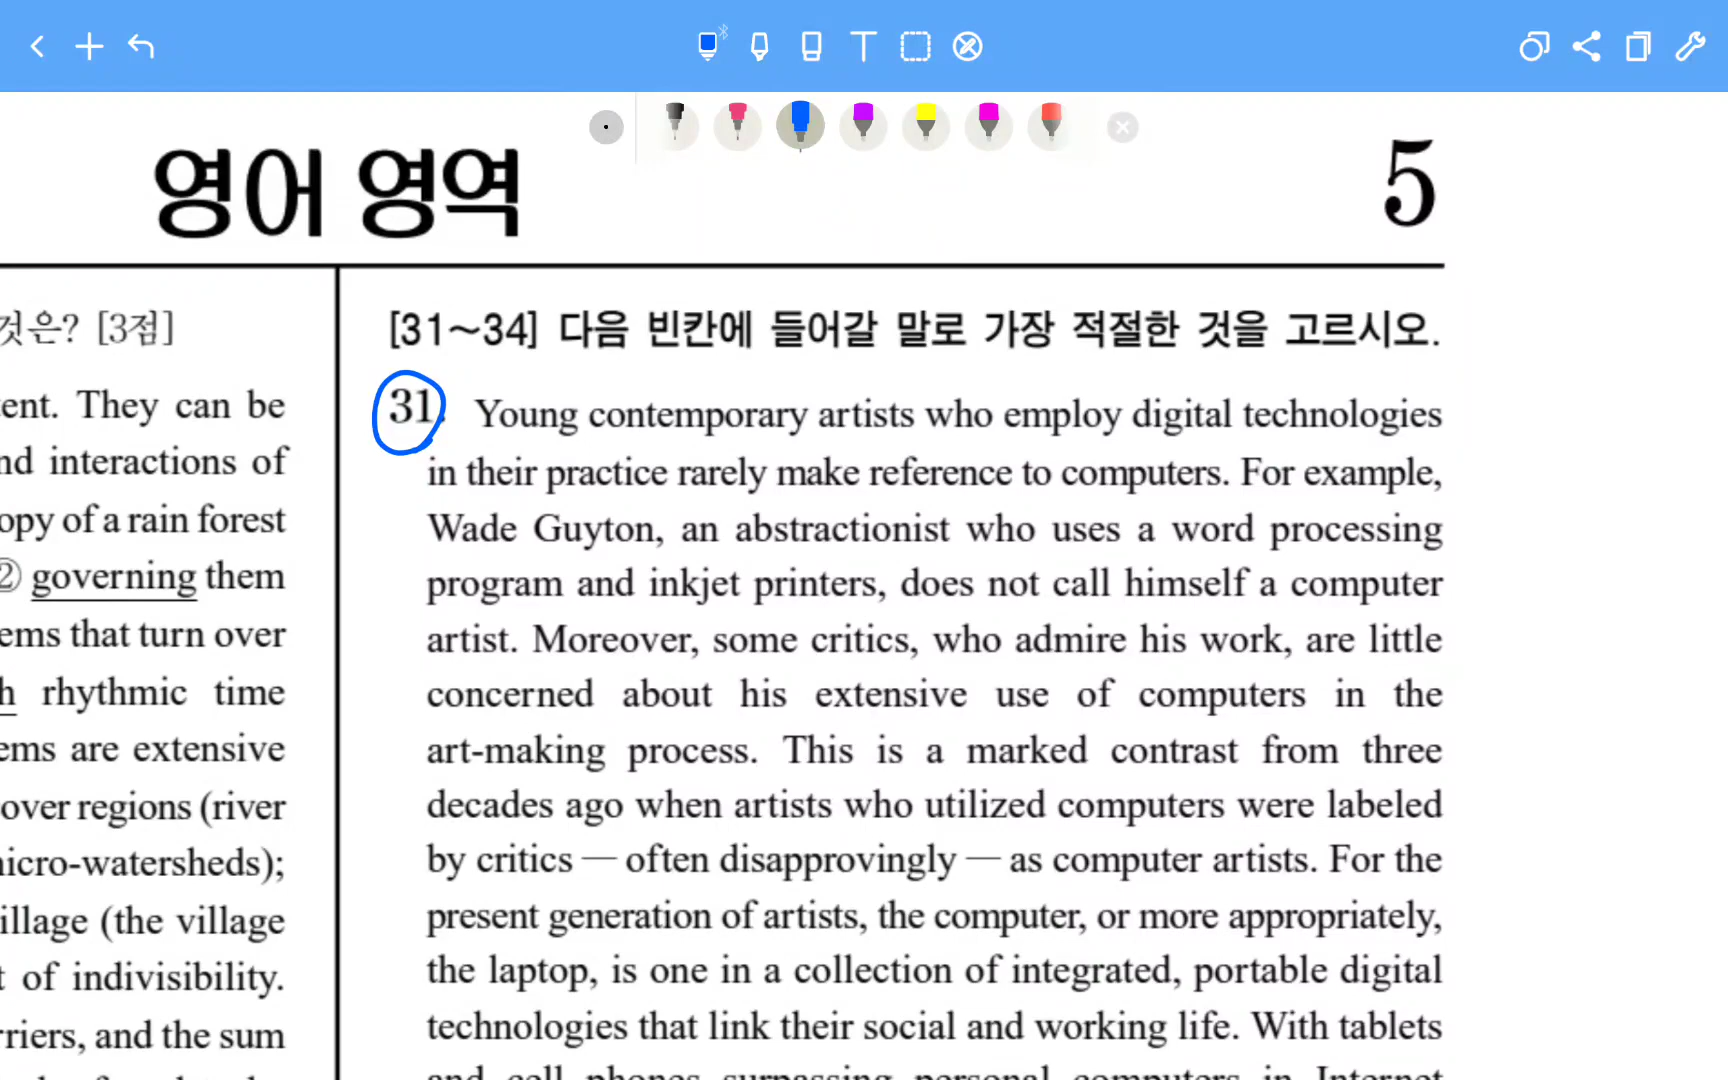 영어 영역
5
것은? [3점]
ent. They can be
nd interactions of
opy of a rain forest
② governing them
ems that turn over
h rhythmic time
ems are extensive
over regions (river
icro-watersheds);
illage (the village
t of indivisibility.
rriers, and the sum
[31~34] 다음 빈칸에 들어갈 말로 가장 적절한 것을 고르시오.
31. Young contemporary artists who employ digital technologies
in their practice rarely make reference to computers. For example,
Wade Guyton, an abstractionist who uses a word processing
program and inkjet printers, does not call himself a computer
artist. Moreover, some critics, who admire his work, are little
concerned about his extensive use of computers in the
art-making process. This is a marked contrast from three
decades ago when artists who utilized computers were labeled
by critics — often disapprovingly — as computer artists. For the
present generation of artists, the computer, or more appropriately,
the laptop, is one in a collection of integrated, portable digital
technologies that link their social and working life. With tablets
and cell phones surpassing personal computers in Internet